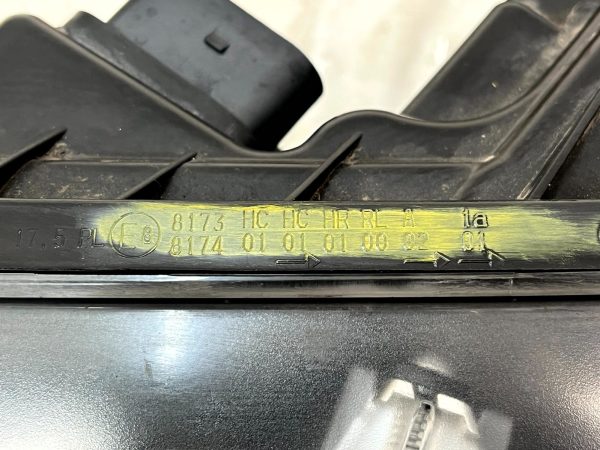 8173 HC HC HR RL A 1a
17.5 PL E8
8174 01 01 01 00 02 01
→ → →